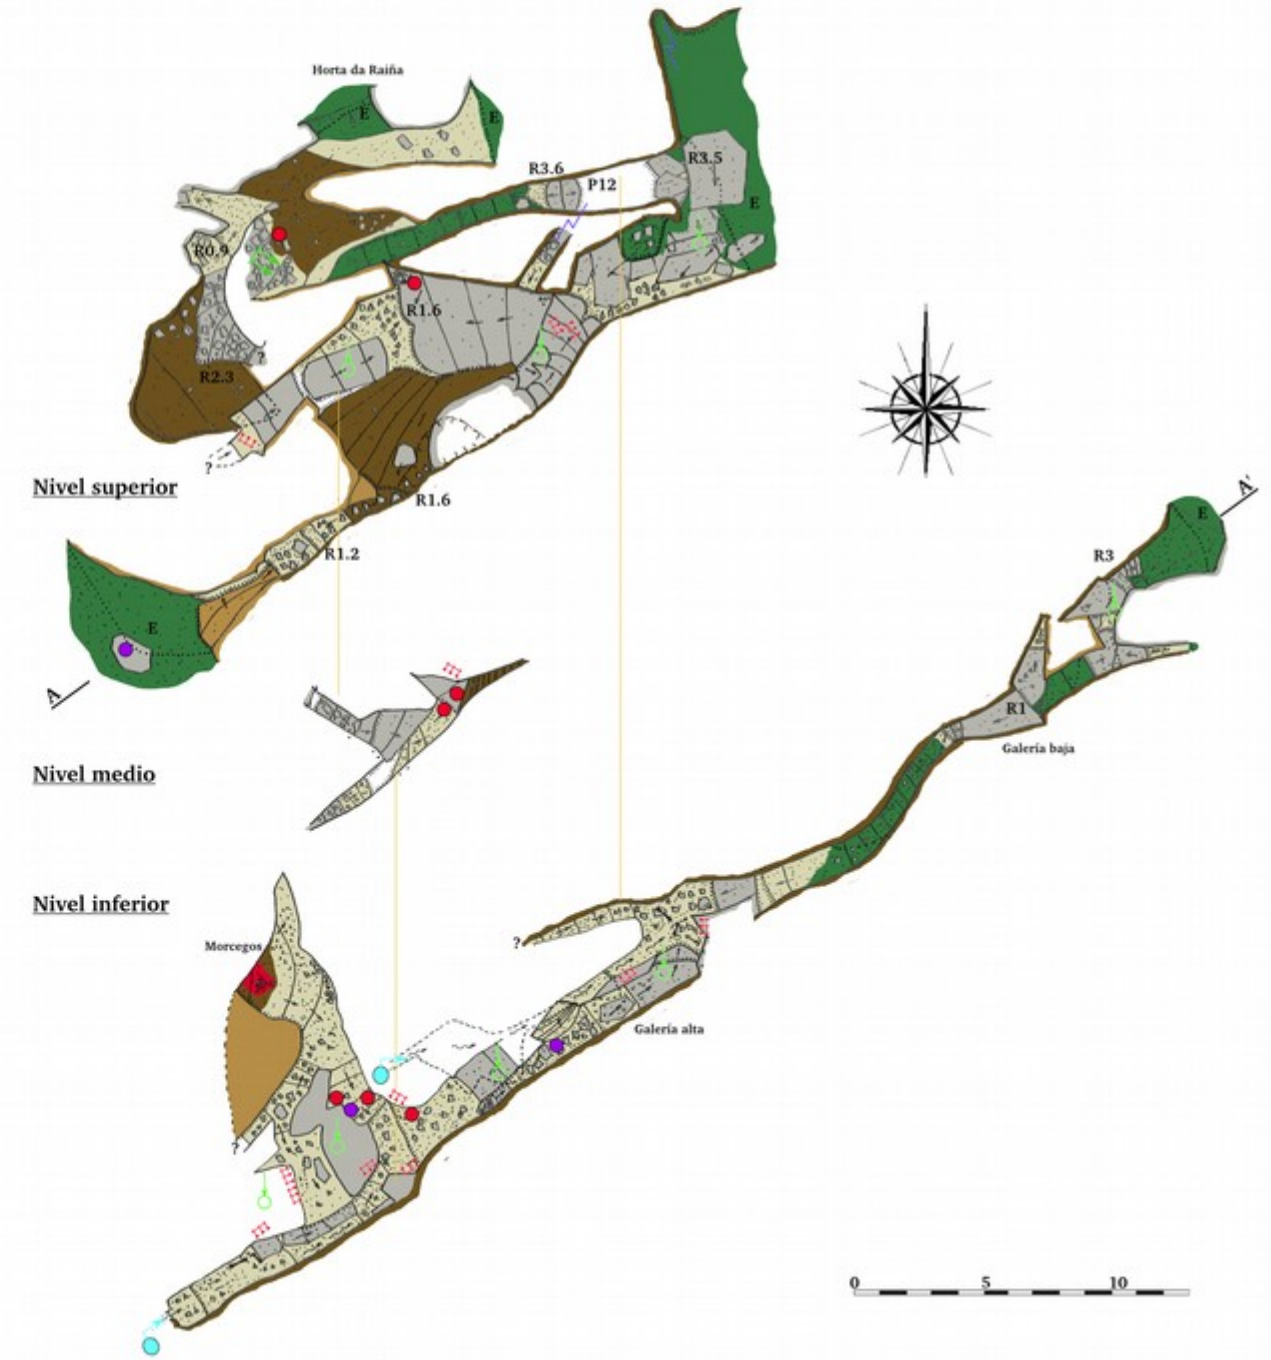 Horta da Raiña
E
E
R3.6
P12
R3.5
E
R0.9
R1.6
?
R2.3
?
Nivel superior
R1.6
R1.2
E
A
A'
E
R3
R1
Galería baja
Nivel medio
Nivel inferior
Morcegos
?
Galería alta
?
0 5 10